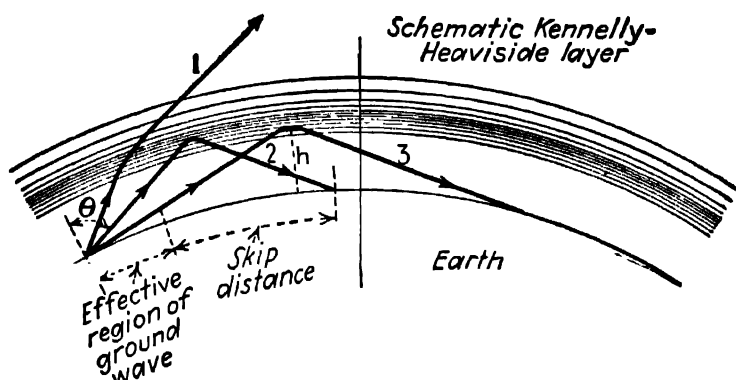 Schematic Kennelly-
Heaviside layer
1
2
h
3
θ
Skip
distance
Earth
Effective
region of
ground
wave